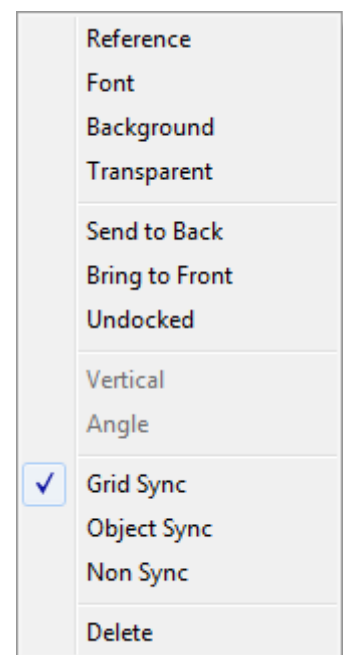 Reference
Font
Background
Transparent
Send to Back
Bring to Front
Undocked
Vertical
Angle
Grid Sync
Object Sync
Non Sync
Delete